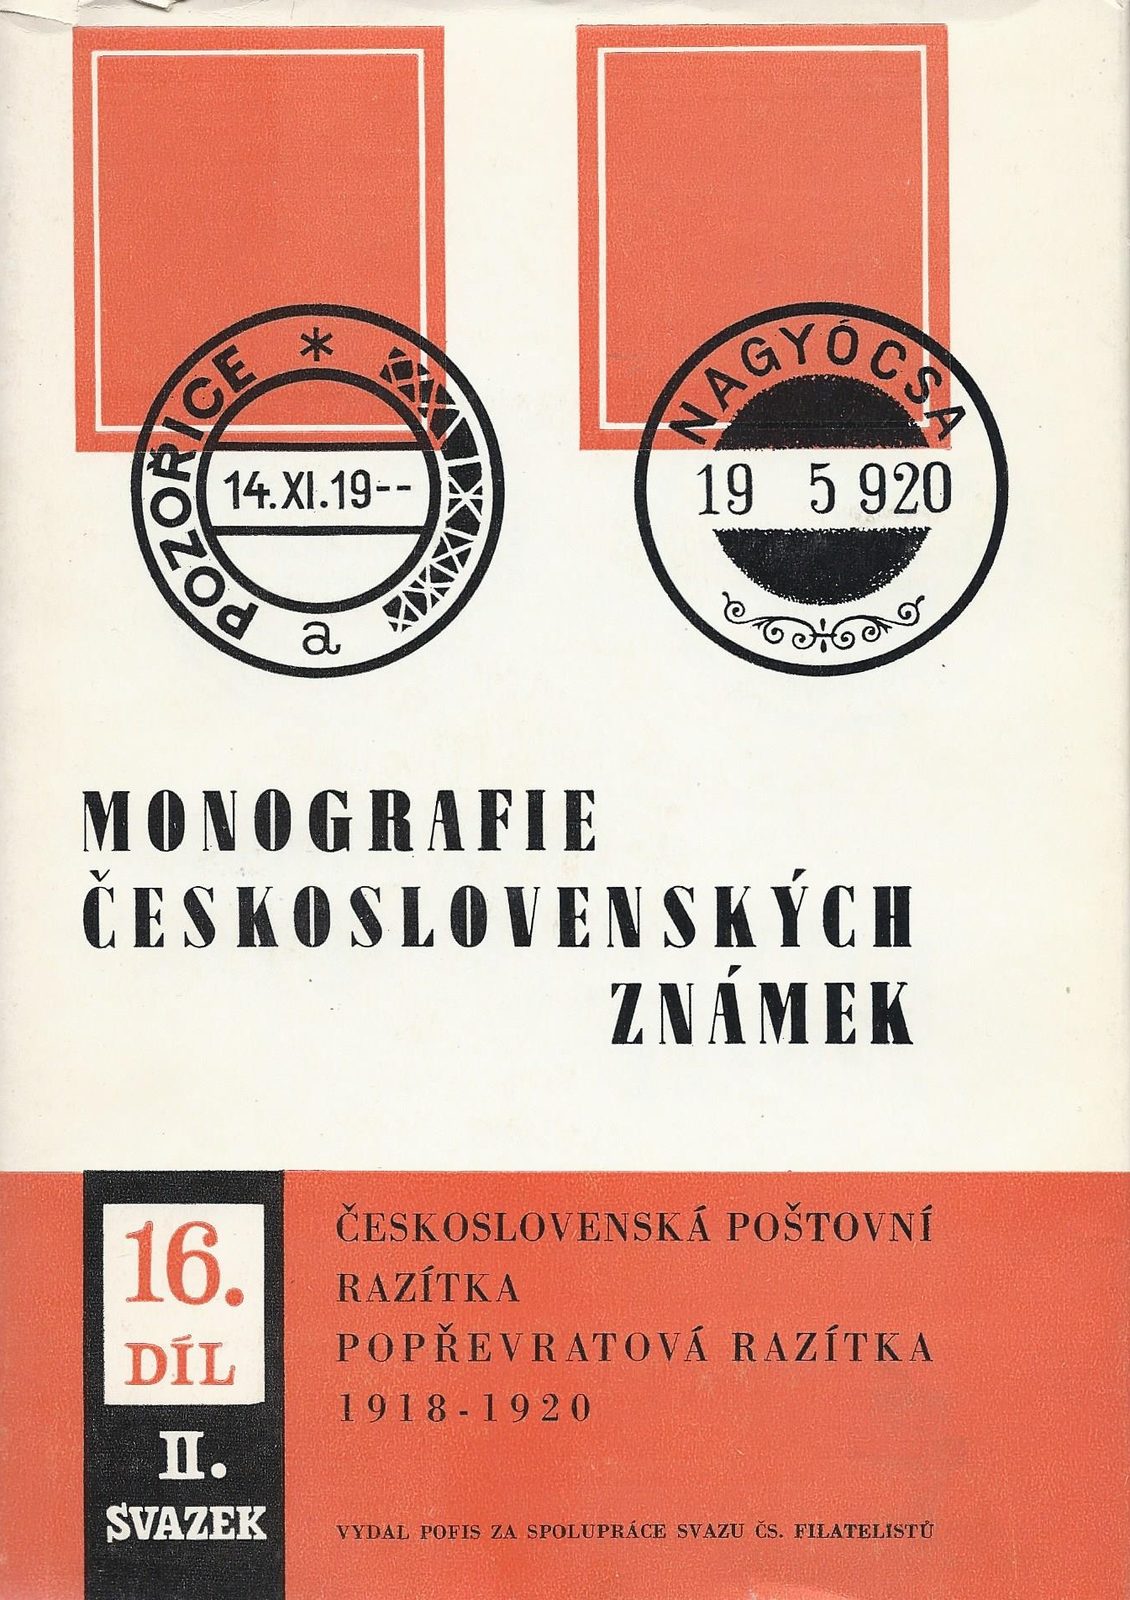 POZOŘICE *
14.XI.19--
a
NAGYÓCSA
19 5 920
MONOGRAFIE
ČESKOSLOVENSKÝCH
ZNÁMEK
16.
DÍL
II.
SVAZEK
ČESKOSLOVENSKÁ POŠTOVNÍ
RAZÍTKA
POPŘEVRATOVÁ RAZÍTKA
1918-1920
VYDAL POFIS ZA SPOLUPRÁCE SVAZU ČS. FILATELISTŮ